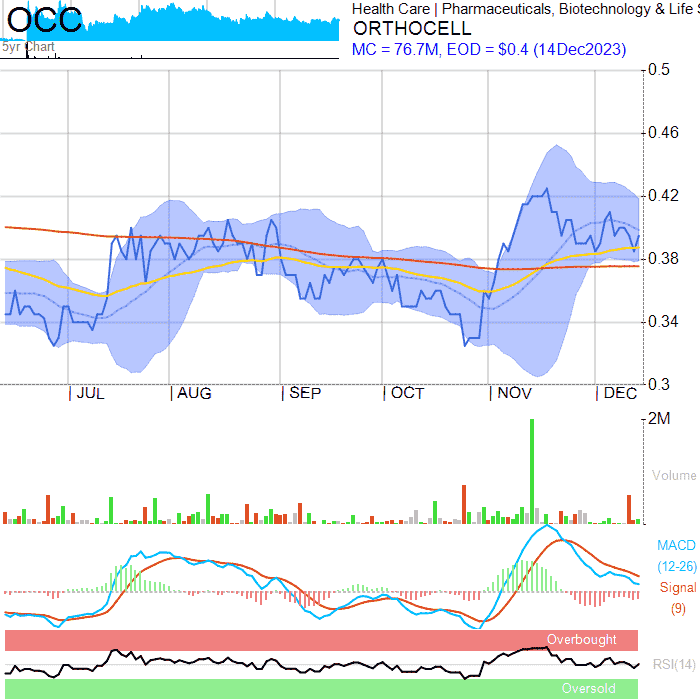 OCC
5yr Chart
Health Care | Pharmaceuticals, Biotechnology & Life S
ORTHOCELL
MC = 76.7M, EOD = $0.4 (14Dec2023)
0.5
0.46
0.42
0.38
0.34
0.3
| JUL | AUG | SEP | OCT | NOV | DEC
2M
Volume
MACD
(12-26)
Signal
(9)
Overbought
RSI(14)
Oversold